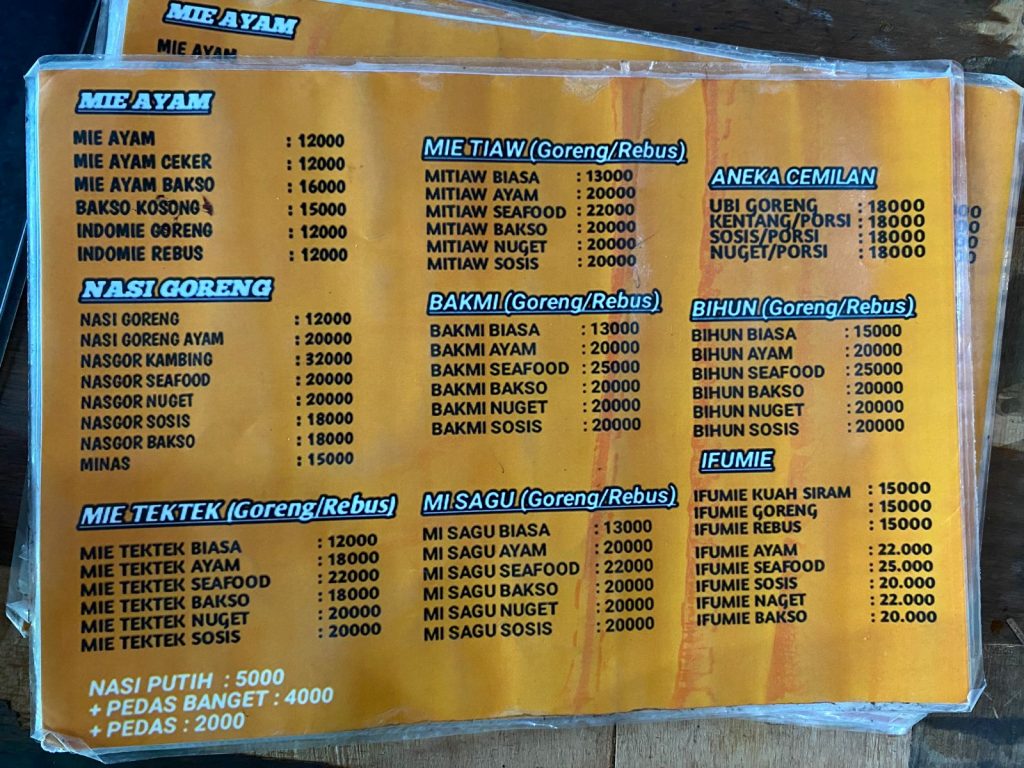 MIE AYAM
MIE AYAM
MIE AYAM
MIE AYAM : 12000
MIE AYAM CEKER : 12000
MIE AYAM BAKSO : 16000
BAKSO KOSONG : 15000
INDOMIE GORENG : 12000
INDOMIE REBUS : 12000
NASI GORENG
NASI GORENG : 12000
NASI GORENG AYAM : 20000
NASGOR KAMBING : 32000
NASGOR SEAFOOD : 20000
NASGOR NUGET : 20000
NASGOR SOSIS : 18000
NASGOR BAKSO : 18000
MINAS : 15000
MIE TEKTEK (Goreng/Rebus)
MIE TEKTEK BIASA : 12000
MIE TEKTEK AYAM : 18000
MIE TEKTEK SEAFOOD : 22000
MIE TEKTEK BAKSO : 18000
MIE TEKTEK NUGET : 20000
MIE TEKTEK SOSIS : 20000
NASI PUTIH : 5000
+ PEDAS BANGET : 4000
+ PEDAS : 2000
MIE TIAW (Goreng/Rebus)
MITIAW BIASA : 13000
MITIAW AYAM : 20000
MITIAW SEAFOOD : 22000
MITIAW BAKSO : 20000
MITIAW NUGET : 20000
MITIAW SOSIS : 20000
BAKMI (Goreng/Rebus)
BAKMI BIASA : 13000
BAKMI AYAM : 20000
BAKMI SEAFOOD : 25000
BAKMI BAKSO : 20000
BAKMI NUGET : 20000
BAKMI SOSIS : 20000
MI SAGU (Goreng/Rebus)
MI SAGU BIASA : 13000
MI SAGU AYAM : 20000
MI SAGU SEAFOOD : 22000
MI SAGU BAKSO : 20000
MI SAGU NUGET : 20000
MI SAGU SOSIS : 20000
ANEKA CEMILAN
UBI GORENG : 18000
KENTANG/PORSI : 18000
SOSIS/PORSI : 18000
NUGET/PORSI : 18000
BIHUN (Goreng/Rebus)
BIHUN BIASA : 15000
BIHUN AYAM : 20000
BIHUN SEAFOOD : 25000
BIHUN BAKSO : 20000
BIHUN NUGET : 20000
BIHUN SOSIS : 20000
IFUMIE
IFUMIE KUAH SIRAM : 15000
IFUMIE GORENG : 15000
IFUMIE REBUS : 15000
IFUMIE AYAM : 22.000
IFUMIE SEAFOOD : 25.000
IFUMIE SOSIS : 20.000
IFUMIE NAGET : 22.000
IFUMIE BAKSO : 20.000